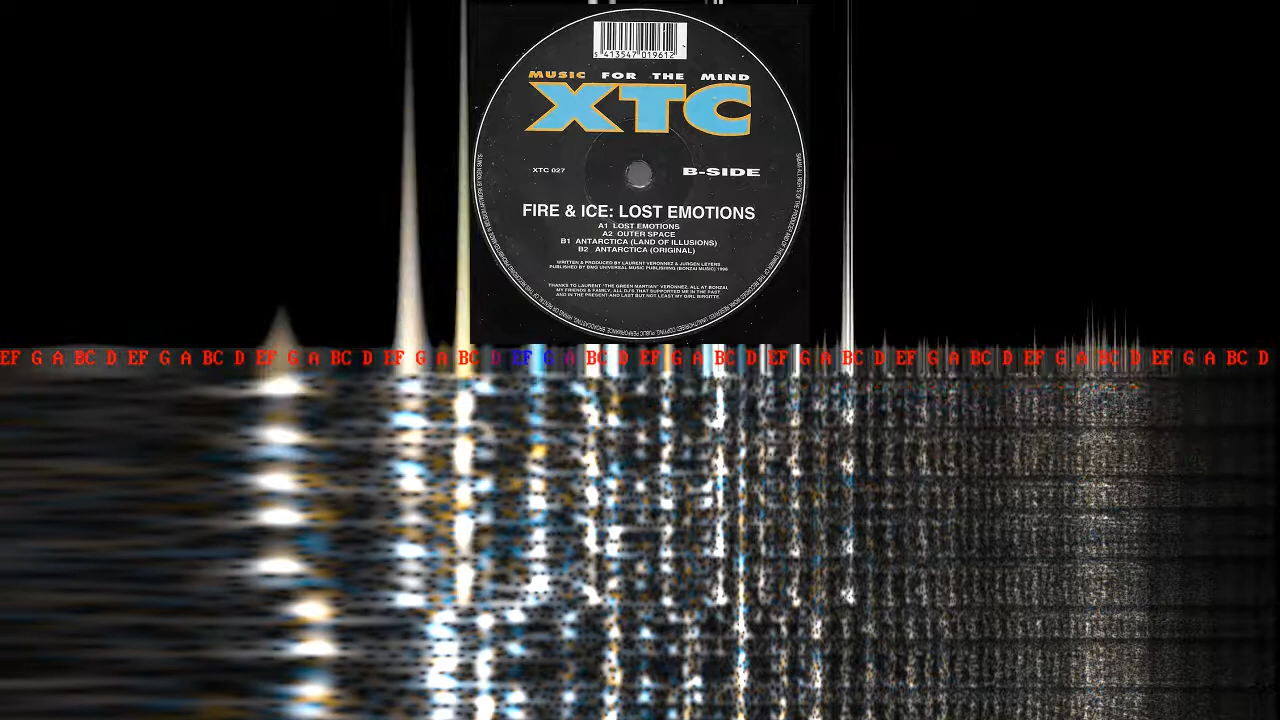 5 413547 019612
MUSIC FOR THE MIND
XTC
XTC 027
B-SIDE
FIRE & ICE: LOST EMOTIONS
A1 LOST EMOTIONS
A2 OUTER SPACE
B1 ANTARCTICA (LAND OF ILLUSIONS)
B2 ANTARCTICA (ORIGINAL)
WRITTEN & PRODUCED BY LAURENT VERONNEZ & JURGEN LEYERS
PUBLISHED BY BMG UNIVERSAL MUSIC PUBLISHING (BONZAI MUSIC) 1998
THANKS TO LAURENT "THE GREEN MARTIAN" VERONNEZ, ALL AT BONZAI,
MY FRIENDS & FAMILY, ALL DJ'S THAT SUPPORTED ME IN THE PAST
AND IN THE PRESENT AND LAST BUT NOT LEAST MY GIRL BIRGITTE
EF G A BC D EF G A BC D EF G A BC D EF G A BC D EF G A BC D EF G A BC D EF G A BC D EF G A BC D EF G A BC D EF G A BC D